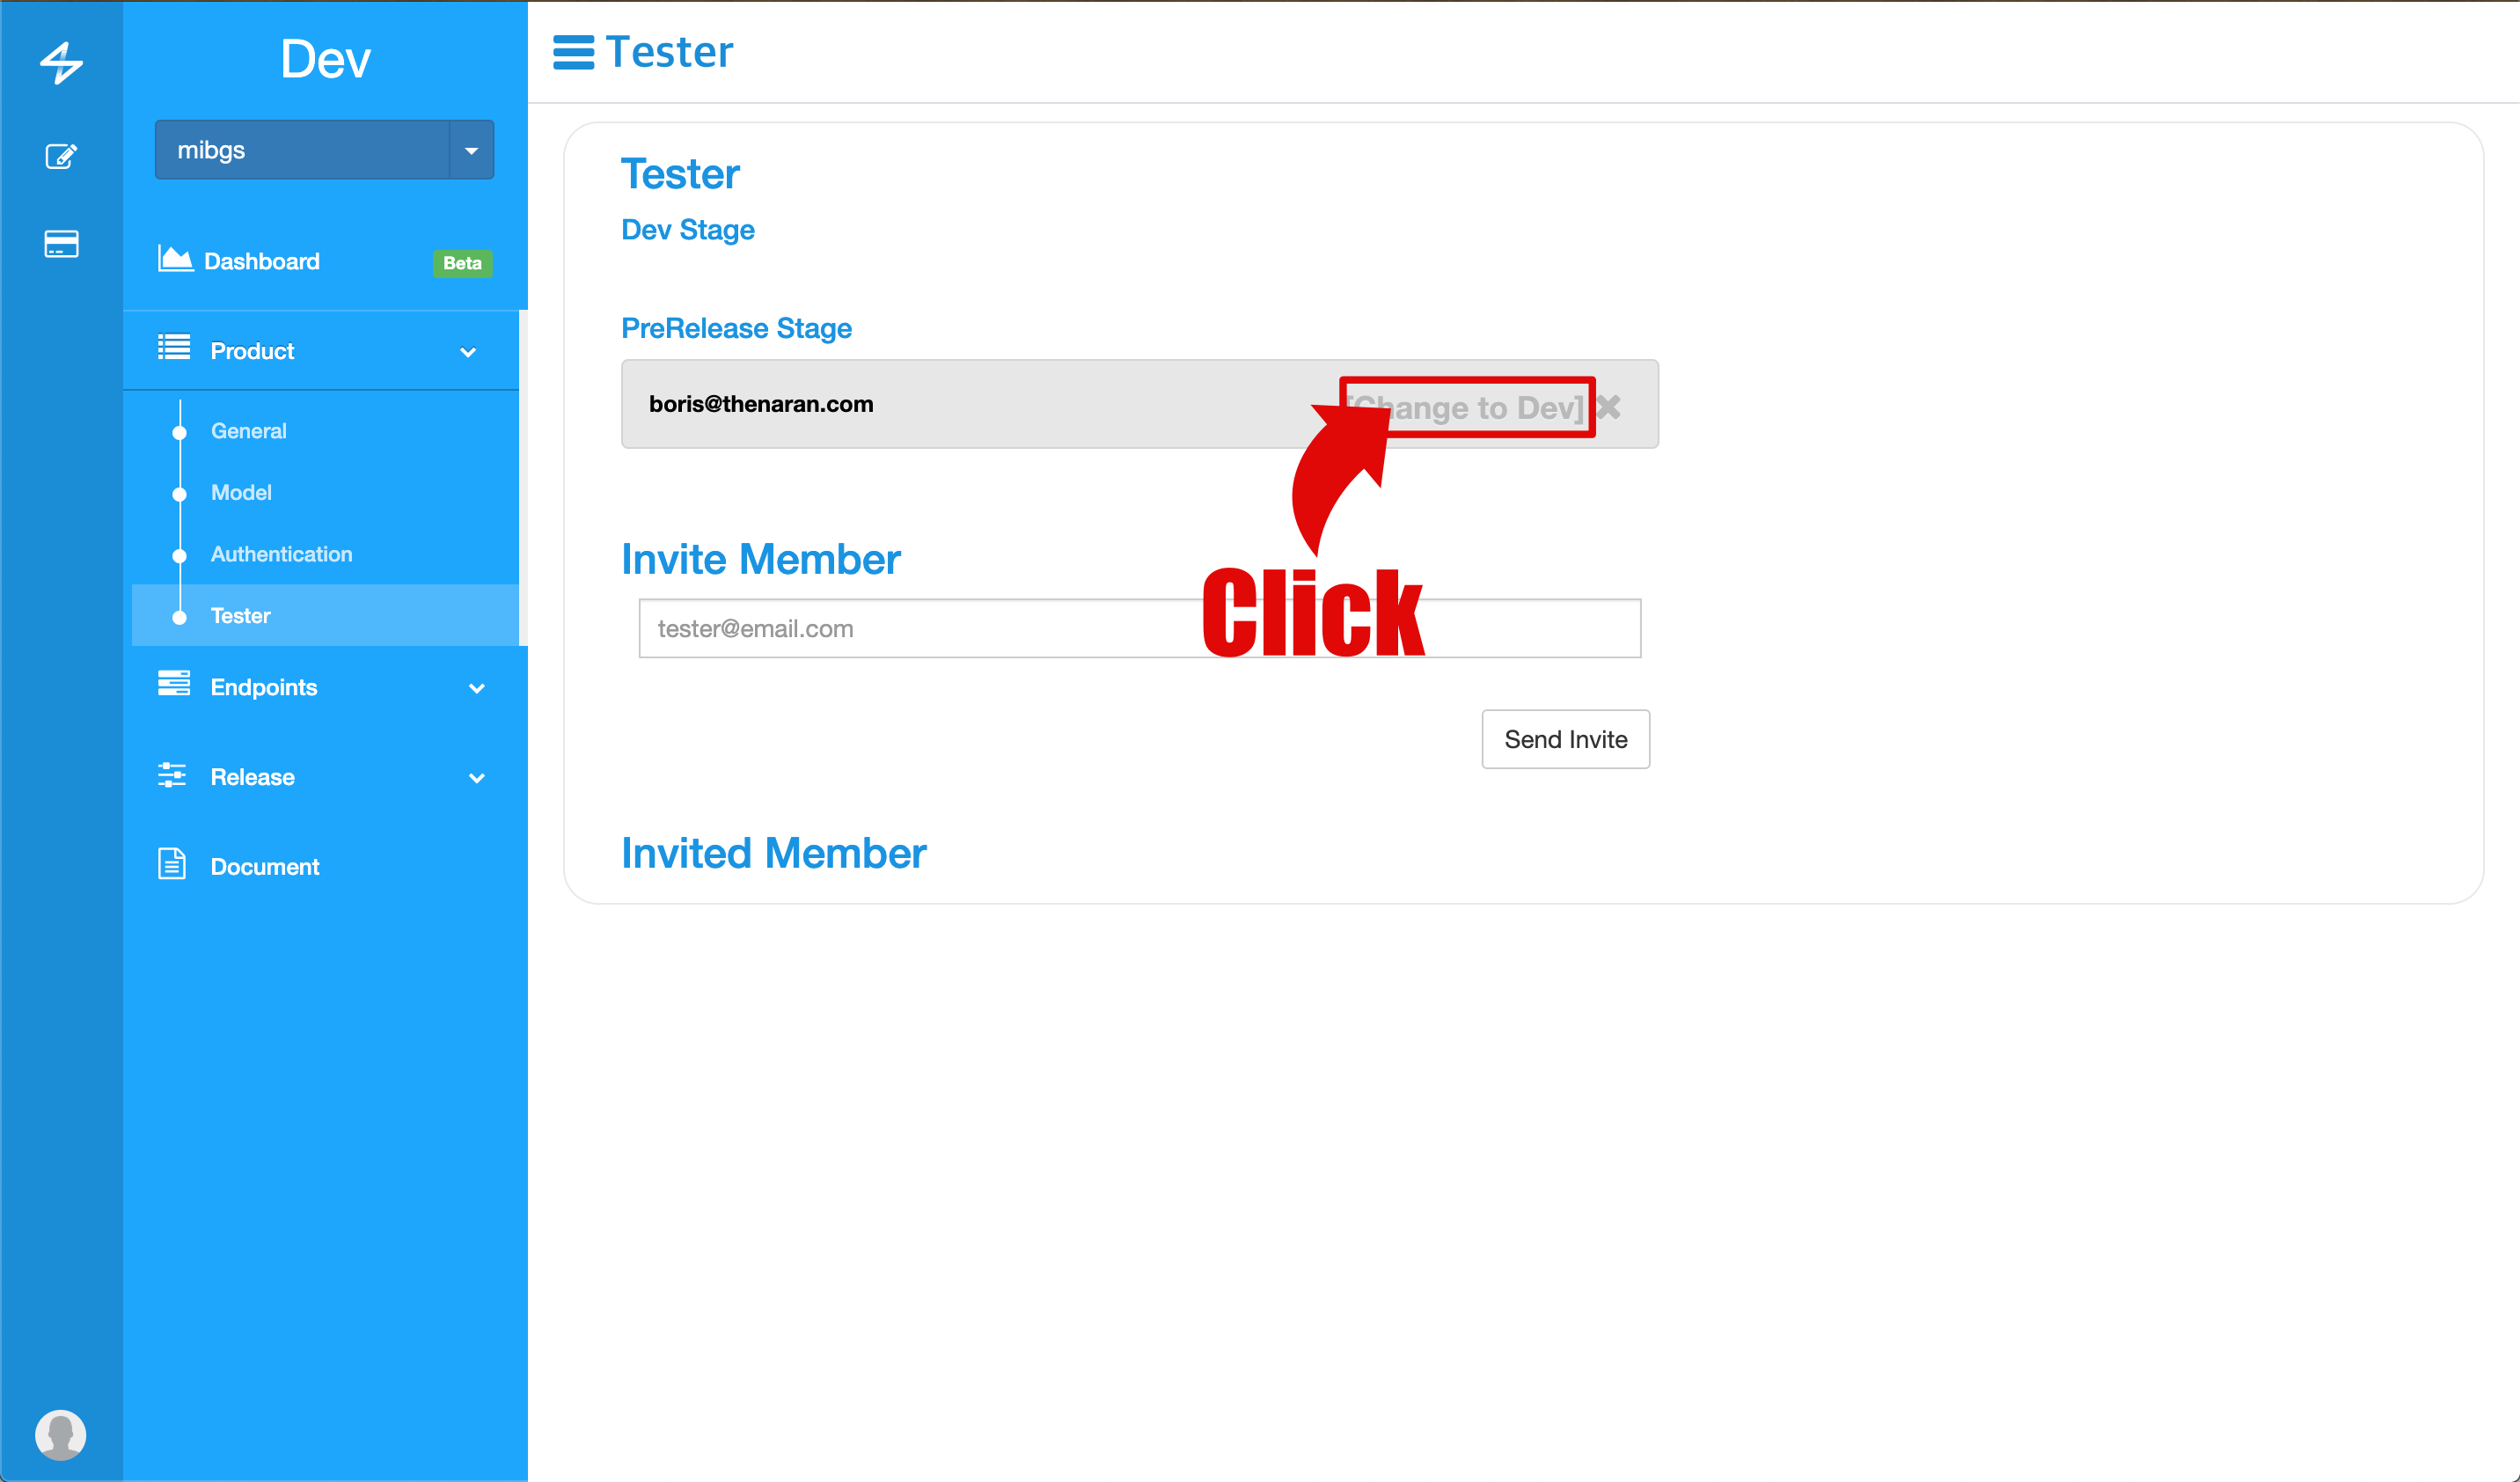 Dev
mibgs
Dashboard
Beta
Product
General
Model
Authentication
Tester
Endpoints
Release
Document
Tester
Tester
Dev Stage
PreRelease Stage
boris@thenaran.com
[Change to Dev]
Click
Invite Member
tester@email.com
Send Invite
Invited Member